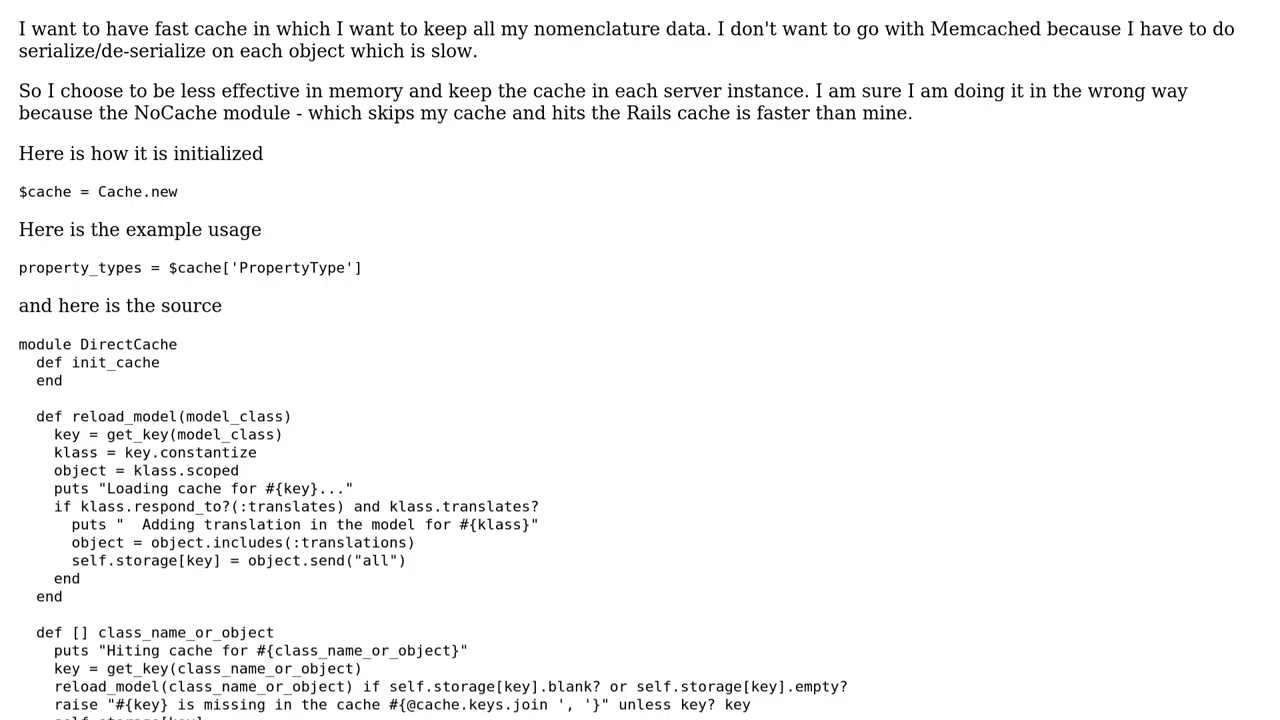 I want to have fast cache in which I want to keep all my nomenclature data. I don't want to go with Memcached because I have to do
serialize/de-serialize on each object which is slow.
So I choose to be less effective in memory and keep the cache in each server instance. I am sure I am doing it in the wrong way
because the NoCache module - which skips my cache and hits the Rails cache is faster than mine.
Here is how it is initialized
$cache = Cache.new
Here is the example usage
property_types = $cache['PropertyType']
and here is the source
module DirectCache
  def init_cache
  end
  def reload_model(model_class)
    key = get_key(model_class)
    klass = key.constantize
    object = klass.scoped
    puts "Loading cache for #{key}..."
    if klass.respond_to?(:translates) and klass.translates?
      puts "  Adding translation in the model for #{klass}"
      object = object.includes(:translations)
      self.storage[key] = object.send("all")
    end
  end
  def [] class_name_or_object
    puts "Hiting cache for #{class_name_or_object}"
    key = get_key(class_name_or_object)
    reload_model(class_name_or_object) if self.storage[key].blank? or self.storage[key].empty?
    raise "#{key} is missing in the cache #{@cache.keys.join ', '}" unless key? key
    self.storage[key]